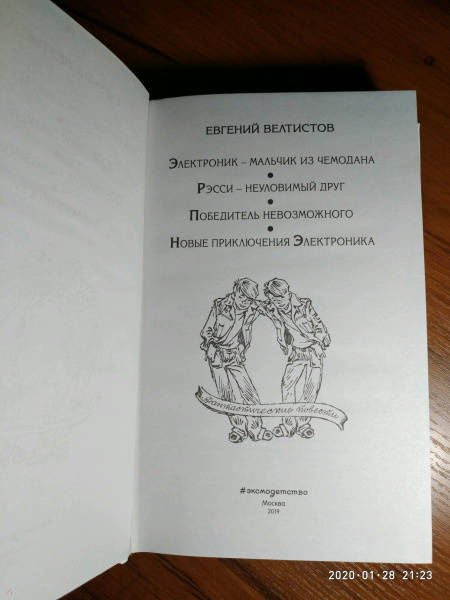 ЕВГЕНИЙ ВЕЛТИСТОВ
ЭЛЕКТРОНИК – МАЛЬЧИК ИЗ ЧЕМОДАНА
РЭССИ – НЕУЛОВИМЫЙ ДРУГ
ПОБЕДИТЕЛЬ НЕВОЗМОЖНОГО
НОВЫЕ ПРИКЛЮЧЕНИЯ ЭЛЕКТРОНИКА
фантастические повести
#эксмодетство
Москва
2019
2020-01-28 21:23